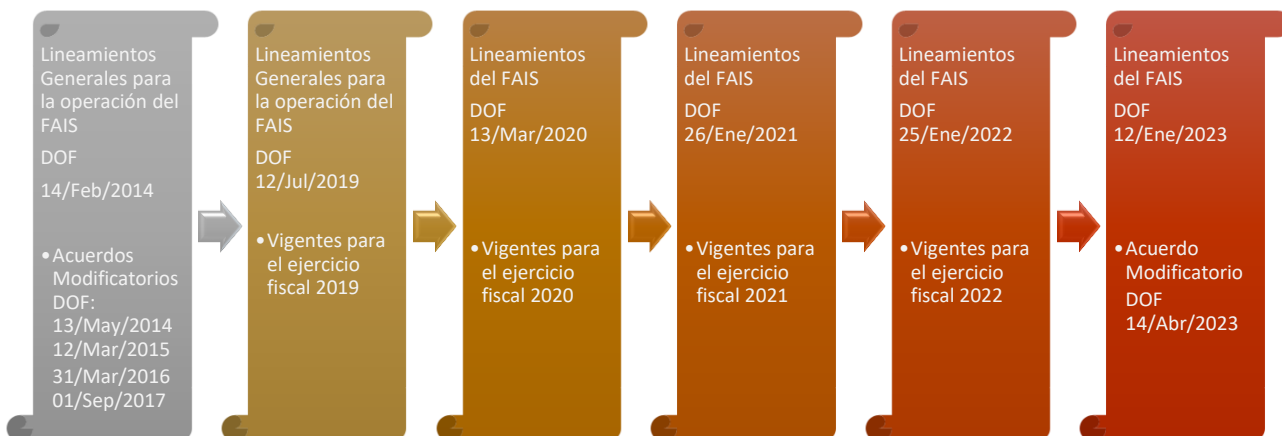 Lineamientos
Generales para
la operación del
FAIS
DOF
14/Feb/2014
•Acuerdos
Modificatorios
DOF:
13/May/2014
12/Mar/2015
31/Mar/2016
01/Sep/2017
Lineamientos
Generales para
la operación del
FAIS
DOF
12/Jul/2019
•Vigentes para
el ejercicio
fiscal 2019
Lineamientos
del FAIS
DOF
13/Mar/2020
•Vigentes para
el ejercicio
fiscal 2020
Lineamientos
del FAIS
DOF
26/Ene/2021
•Vigentes para
el ejercicio
fiscal 2021
Lineamientos
del FAIS
DOF
25/Ene/2022
•Vigentes para
el ejercicio
fiscal 2022
Lineamientos
del FAIS
DOF
12/Ene/2023
•Acuerdo
Modificatorio
DOF
14/Abr/2023